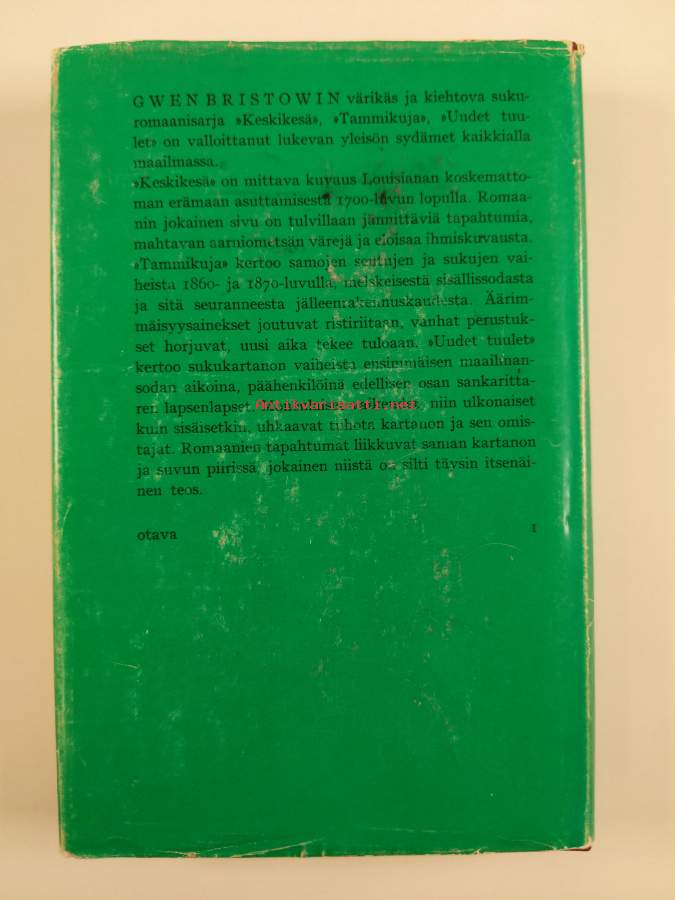 GWEN BRISTOWIN värikäs ja kiehtova suku-
romaanisarja »Keskikesä», »Tammikuja», »Uudet tuu-
let» on valloittanut lukevan yleisön sydämet kaikkialla
maailmassa.
»Keskikesä» on mittava kuvaus Louisianan koskematto-
man erämaan asuttamisesta 1700-luvun lopulla. Romaa-
nin jokainen sivu on tulvillaan jännittäviä tapahtumia,
mahtavan aarniometsän värejä ja eloisaa ihmiskuvausta.
»Tammikuja» kertoo samojen seutujen ja sukujen vai-
heista 1860- ja 1870-luvulla, melskeisestä sisällissodasta
ja sitä seuranneesta jälleenrakennuskaudesta. Äärim-
mäisyysainekset joutuvat ristiriitaan, vanhat perustuk-
set horjuvat, uusi aika tekee tuloaan. »Uudet tuulet»
kertoo sukukartanon vaiheista ensimmäisen maailman-
sodan aikoina, päähenkilöinä edellisen osan sankaritta-
ren lapsenlapset niin ulkonaiset
Antikvariaatti.net
kuin sisäisetkin, uhkaavat tuhota kartanon ja sen omis-
tajat. Romaanien tapahtumat liikkuvat saman kartanon
ja suvun piirissä, jokainen niistä on silti täysin itsenäi-
nen teos.
otava 1